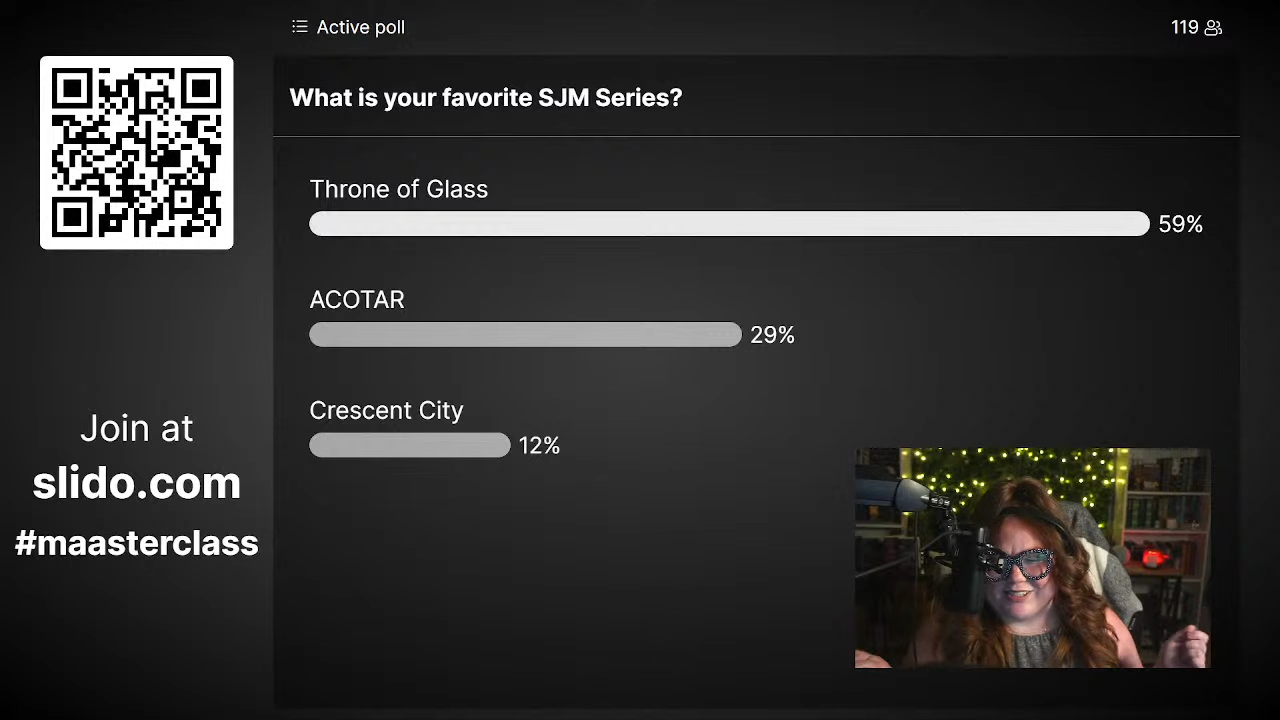 Active poll
119
What is your favorite SJM Series?
Throne of Glass
59%
ACOTAR
29%
Crescent City
12%
Join at
slido.com
#maasterclass